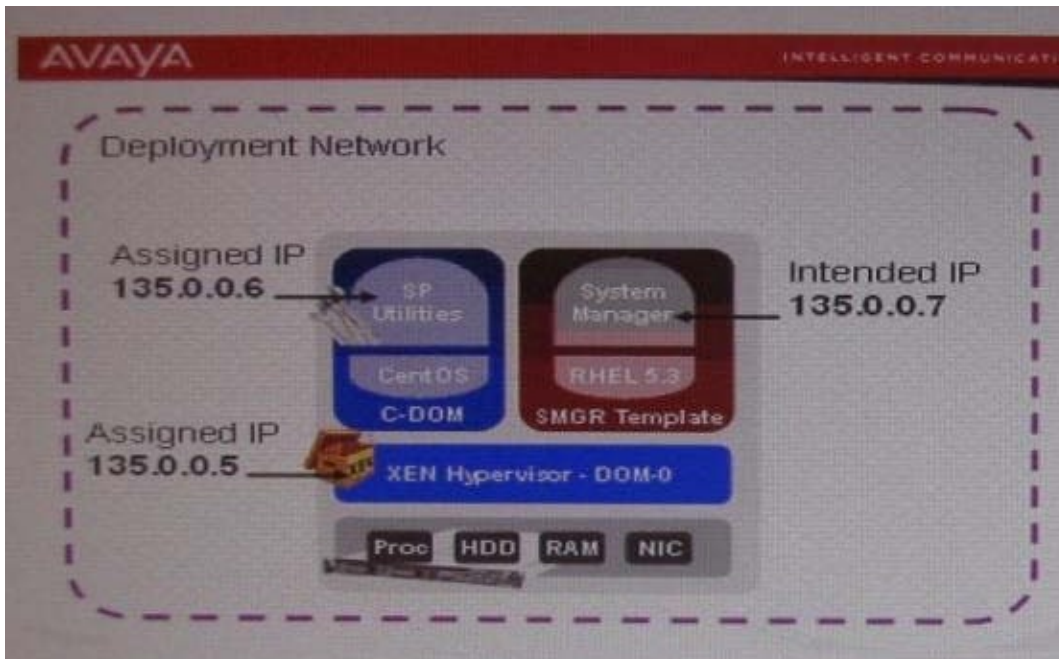 AVAYA
INTELLIGENT COMMUNICATI
Deployment Network
Assigned IP
135.0.0.6
SP
Utilities
CentOS
C-DOM
System
Manager
RHEL 5.3
SMGR Template
Intended IP
135.0.0.7
Assigned IP
135.0.0.5
XEN Hypervisor - DOM-0
Proc
HDD
RAM
NIC